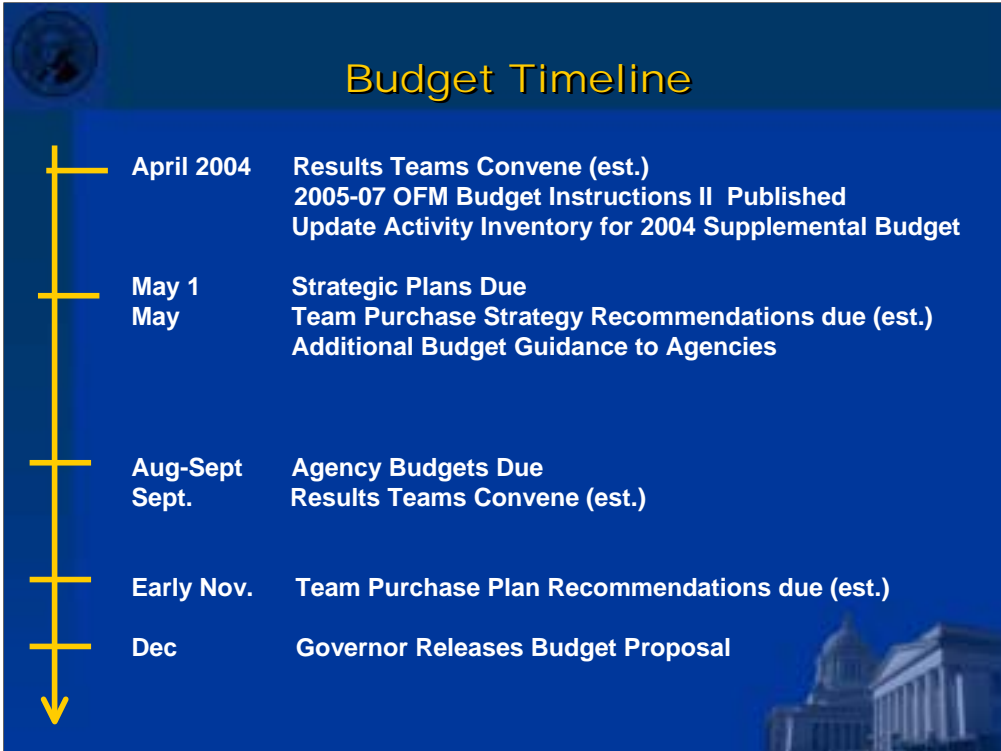 Budget Timeline
April 2004 Results Teams Convene (est.)
2005-07 OFM Budget Instructions II Published
Update Activity Inventory for 2004 Supplemental Budget
May 1 Strategic Plans Due
May Team Purchase Strategy Recommendations due (est.)
Additional Budget Guidance to Agencies
Aug-Sept Agency Budgets Due
Sept. Results Teams Convene (est.)
Early Nov. Team Purchase Plan Recommendations due (est.)
Dec Governor Releases Budget Proposal